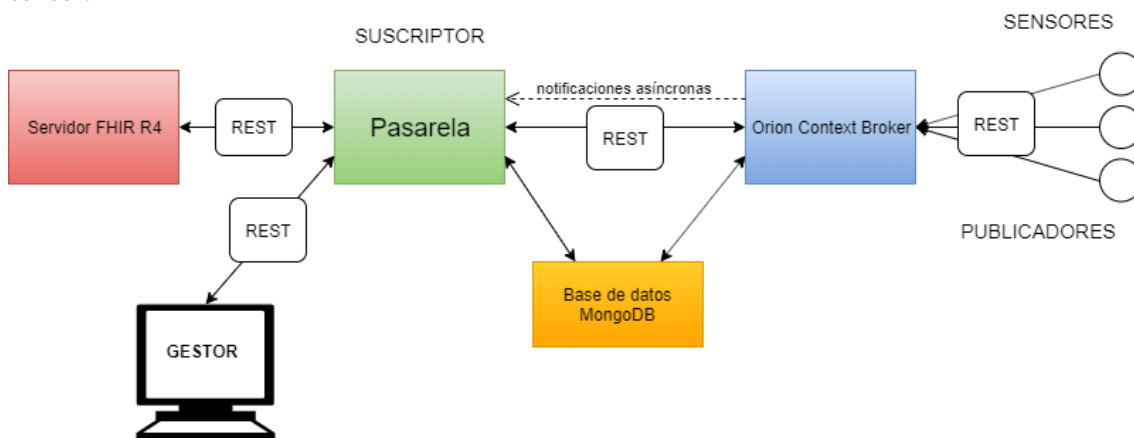 SENSORES
SUSCRIPTOR
notificaciones asíncronas
Servidor FHIR R4
REST
Pasarela
REST
Orion Context Broker
REST
REST
PUBLICADORES
Base de datos
MongoDB
GESTOR